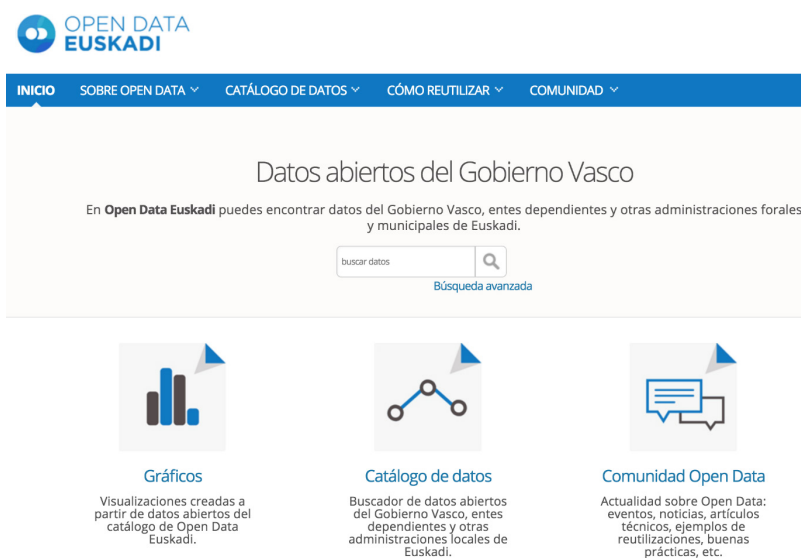 OPEN DATA
EUSKADI
INICIO SOBRE OPEN DATA CATÁLOGO DE DATOS CÓMO REUTILIZAR COMUNIDAD
Datos abiertos del Gobierno Vasco
En Open Data Euskadi puedes encontrar datos del Gobierno Vasco, entes dependientes y otras administraciones forales
y municipales de Euskadi.
buscar datos
Búsqueda avanzada
Gráficos
Visualizaciones creadas a
partir de datos abiertos del
catálogo de Open Data
Euskadi.
Catálogo de datos
Buscador de datos abiertos
del Gobierno Vasco, entes
dependientes y otras
administraciones locales de
Euskadi.
Comunidad Open Data
Actualidad sobre Open Data:
eventos, noticias, artículos
técnicos, ejemplos de
reutilizaciones, buenas
prácticas, etc.